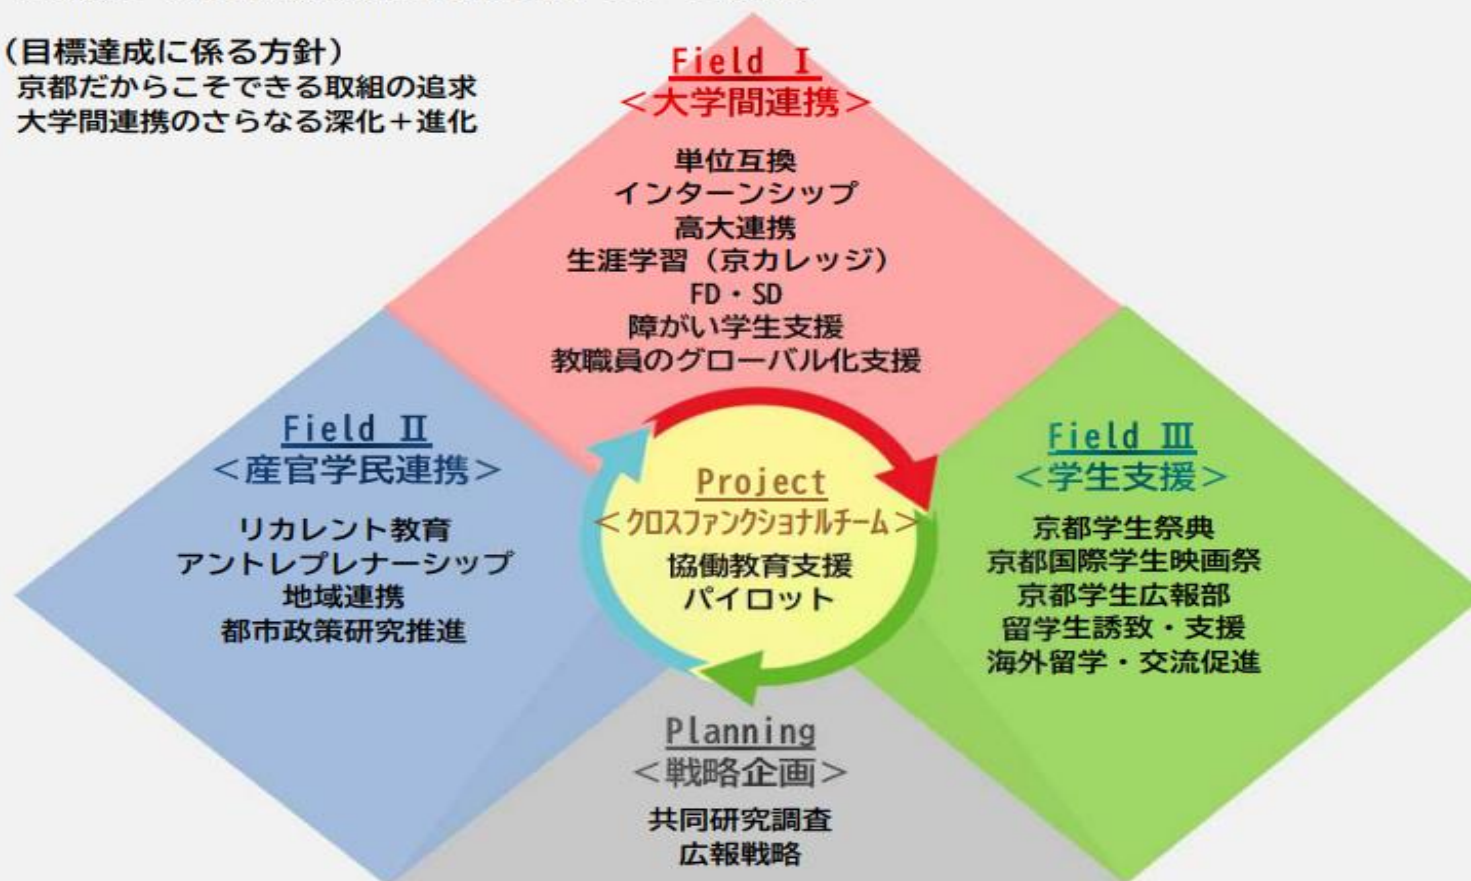 （目標達成に係る方針）
京都だからこそできる取組の追求
大学間連携のさらなる深化＋進化
Field Ⅰ
＜大学間連携＞
単位互換
インターンシップ
高大連携
生涯学習（京カレッジ）
FD・SD
障がい学生支援
教職員のグローバル化支援
Field Ⅱ
＜産官学民連携＞
リカレント教育
アントレプレナーシップ
地域連携
都市政策研究推進
Project
＜クロスファンクショナルチーム＞
協働教育支援
パイロット
Field Ⅲ
＜学生支援＞
京都学生祭典
京都国際学生映画祭
京都学生広報部
留学生誘致・支援
海外留学・交流促進
Planning
＜戦略企画＞
共同研究調査
広報戦略